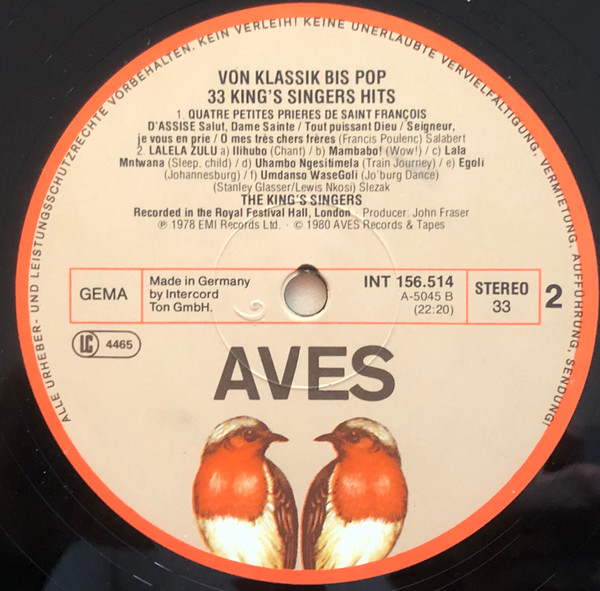 ALLE URHEBER- UND LEISTUNGSSCHUTZRECHTE VORBEHALTEN. KEIN VERLEIH! KEINE UNERLAUBTE VERVIELFÄLTIGUNG, VERMIETUNG, AUFFÜHRUNG, SENDUNG!
VON KLASSIK BIS POP
33 KING'S SINGERS HITS
1. QUATRE PETITES PRIERES DE SAINT FRANÇOIS
D'ASSISE Salut, Dame Sainte / Tout puissant Dieu / Seigneur,
je vous en prie / O mes très chers frères (Francis Poulenc) Salabert
2. LALELA ZULU a) Ilihubo (Chant) / b) Mambabo! (Wow!) / c) Lala
Mntwana (Sleep, child) / d) Uhambo Ngesitimela (Train Journey) / e) Egoli
(Johannesburg) / f) Umdanso WaseGoli (Jo'burg Dance)
(Stanley Glasser/Lewis Nkosi) Slezak
THE KING'S SINGERS
Recorded in the Royal Festival Hall, London · Producer: John Fraser
℗ 1978 EMI Records Ltd. · © 1980 AVES Records & Tapes
GEMA
Made in Germany
by Intercord
Ton GmbH.
INT 156.514
A-5045 B
(22:20)
STEREO
33
2
LC 4465
AVES